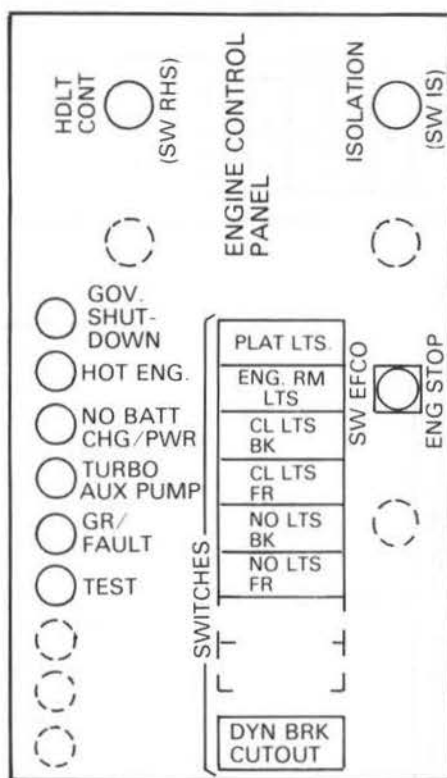 HDLT
CONT
(SW RHS)
ISOLATION
(SW IS)
ENGINE CONTROL
PANEL
GOV.
SHUT-
DOWN
HOT ENG.
NO BATT
CHG/PWR
TURBO
AUX PUMP
GR/
FAULT
TEST
SWITCHES
PLAT LTS.
ENG. RM
LTS
CL LTS
BK
CL LTS
FR
NO LTS
BK
NO LTS
FR
DYN BRK
CUTOUT
SW EFCO
ENG STOP